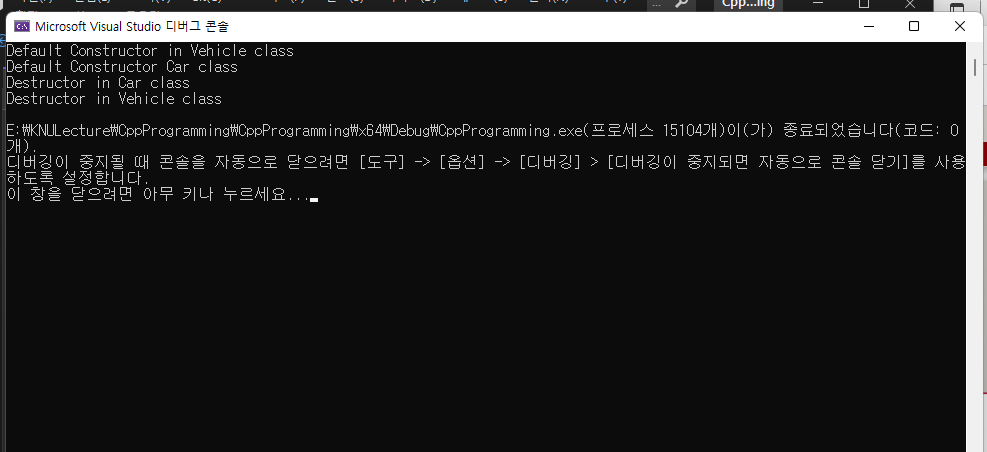 Cpp...ing
Microsoft Visual Studio 디버그 콘솔
Default Constructor in Vehicle class
Default Constructor Car class
Destructor in Car class
Destructor in Vehicle class
E:₩KNULecture₩CppProgramming₩CppProgramming₩x64₩Debug₩CppProgramming.exe(프로세스 15104개)이(가) 종료되었습니다(코드: 0
개).
디버깅이 중지될 때 콘솔을 자동으로 닫으려면 [도구] -> [옵션] -> [디버깅] > [디버깅이 중지되면 자동으로 콘솔 닫기]를 사용
하도록 설정합니다.
이 창을 닫으려면 아무 키나 누르세요...